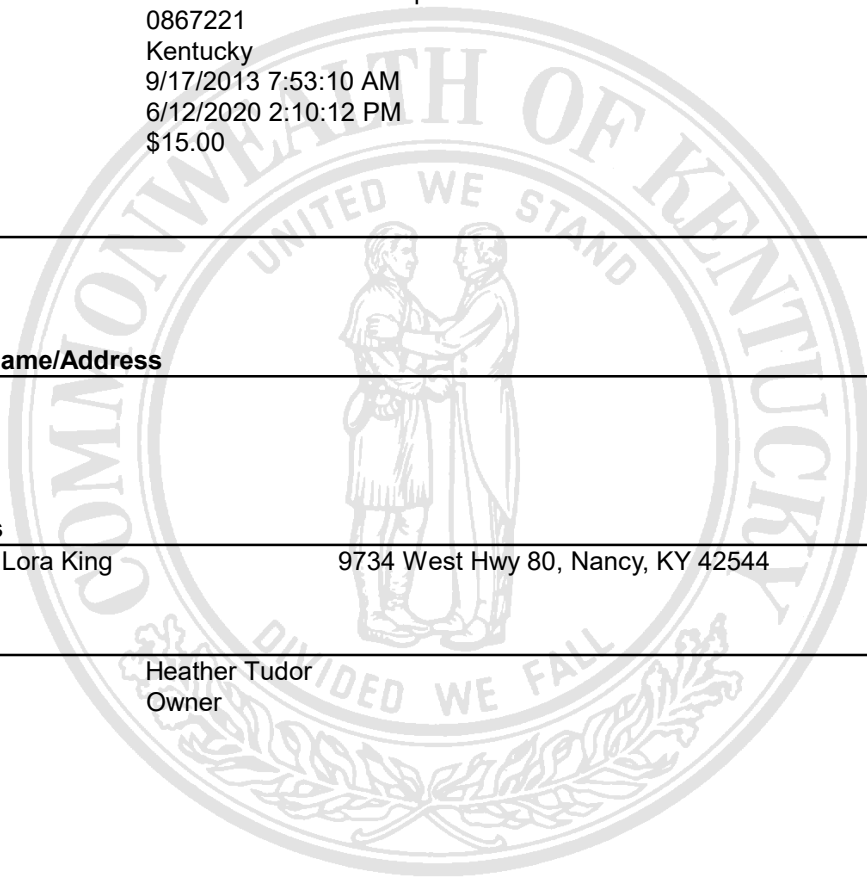 0867221
Kentucky
9/17/2013 7:53:10 AM
6/12/2020 2:10:12 PM
$15.00
COMMONWEALTH OF KENTUCKY
UNITED WE STAND
ame/Address
s
Lora King 9734 West Hwy 80, Nancy, KY 42544
DIVIDED WE FALL
Heather Tudor
Owner